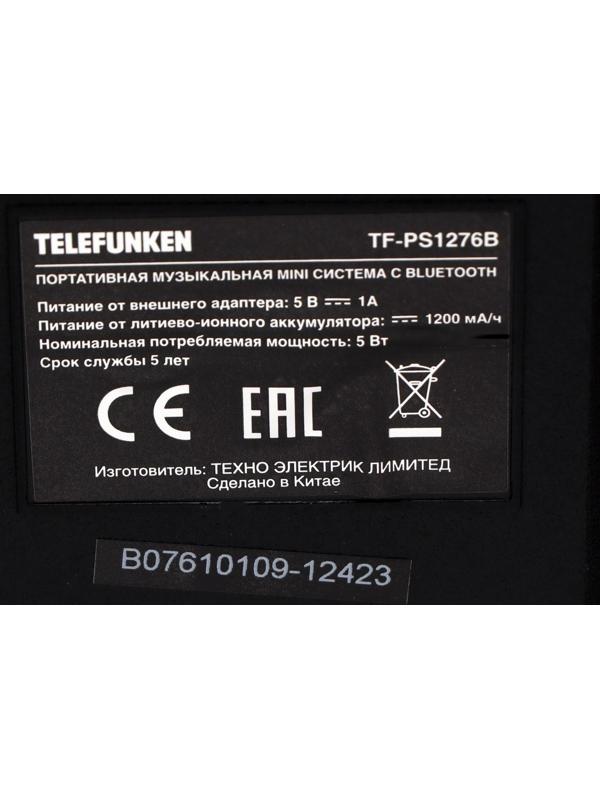 TELEFUNKEN TF-PS1276B
ПОРТАТИВНАЯ МУЗЫКАЛЬНАЯ MINI СИСТЕМА С BLUETOOTH
Питание от внешнего адаптера: 5 В ⎓ 1А
Питание от литиево-ионного аккумулятора: ⎓ 1200 мА/ч
Номинальная потребляемая мощность: 5 Вт
Срок службы 5 лет
CE EAC
Изготовитель: ТЕХНО ЭЛЕКТРИК ЛИМИТЕД
Сделано в Китае
B07610109-12423